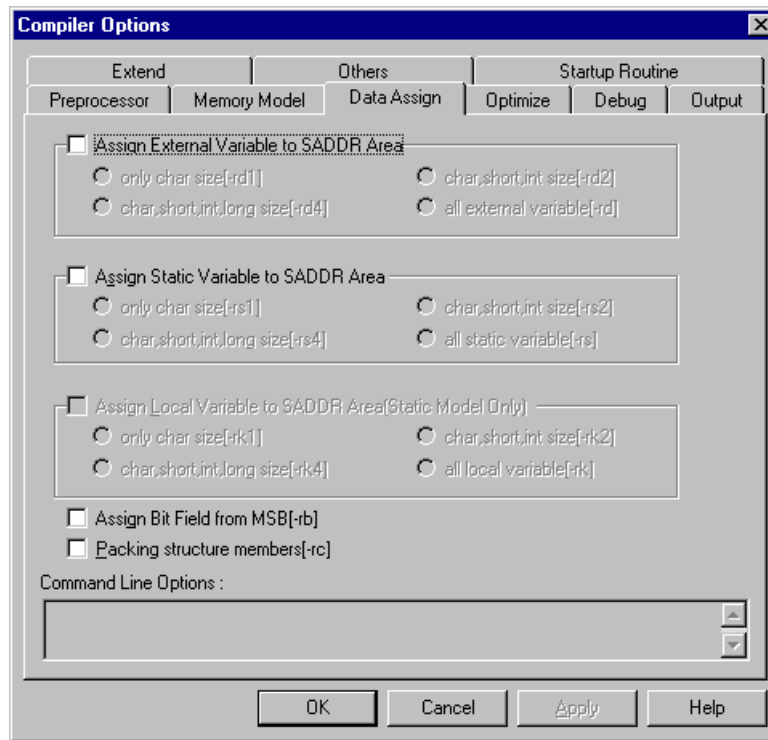 Compiler Options
Extend Others Startup Routine
Preprocessor Memory Model Data Assign Optimize Debug Output
Assign External Variable to SADDR Area
only char size[-rd1] char,short,int size[-rd2]
char,short,int,long size[-rd4] all external variable[-rd]
Assign Static Variable to SADDR Area
only char size[-rs1] char,short,int size[-rs2]
char,short,int,long size[-rs4] all static variable[-rs]
Assign Local Variable to SADDR Area(Static Model Only)
only char size[-rk1] char,short,int size[-rk2]
char,short,int,long size[-rk4] all local variable[-rk]
Assign Bit Field from MSB[-rb]
Packing structure members[-rc]
Command Line Options :
OK Cancel Apply Help